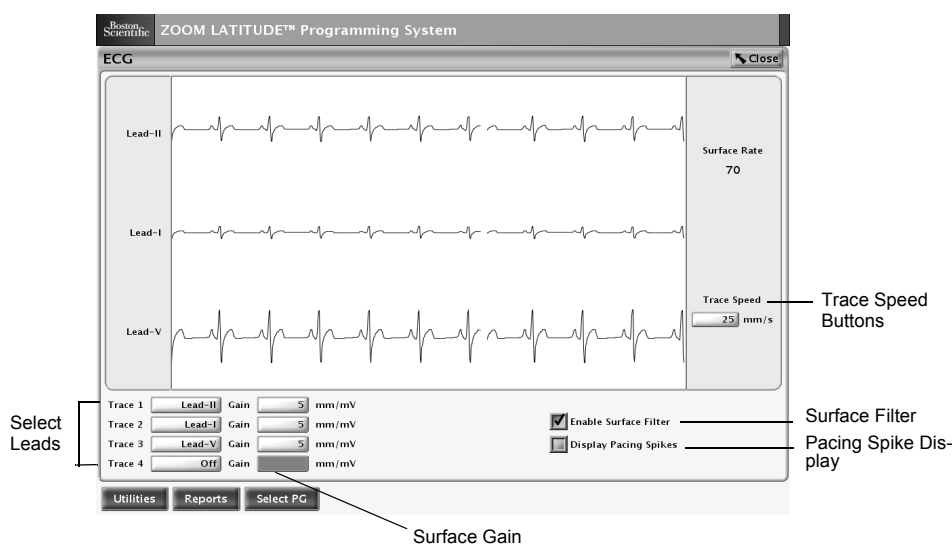 Boston
Scientific
ZOOM LATITUDE™ Programming System
ECG
Close
Lead-II
Surface Rate
70
Lead-I
Trace Speed
25 mm/s
Trace Speed
Buttons
Lead-V
Select
Leads
Trace 1 Lead-II Gain 5 mm/mV
Trace 2 Lead-I Gain 5 mm/mV
Trace 3 Lead-V Gain 5 mm/mV
Trace 4 Off Gain mm/mV
Enable Surface Filter
Display Pacing Spikes
Surface Filter
Pacing Spike Dis-
play
Utilities Reports Select PG
Surface Gain